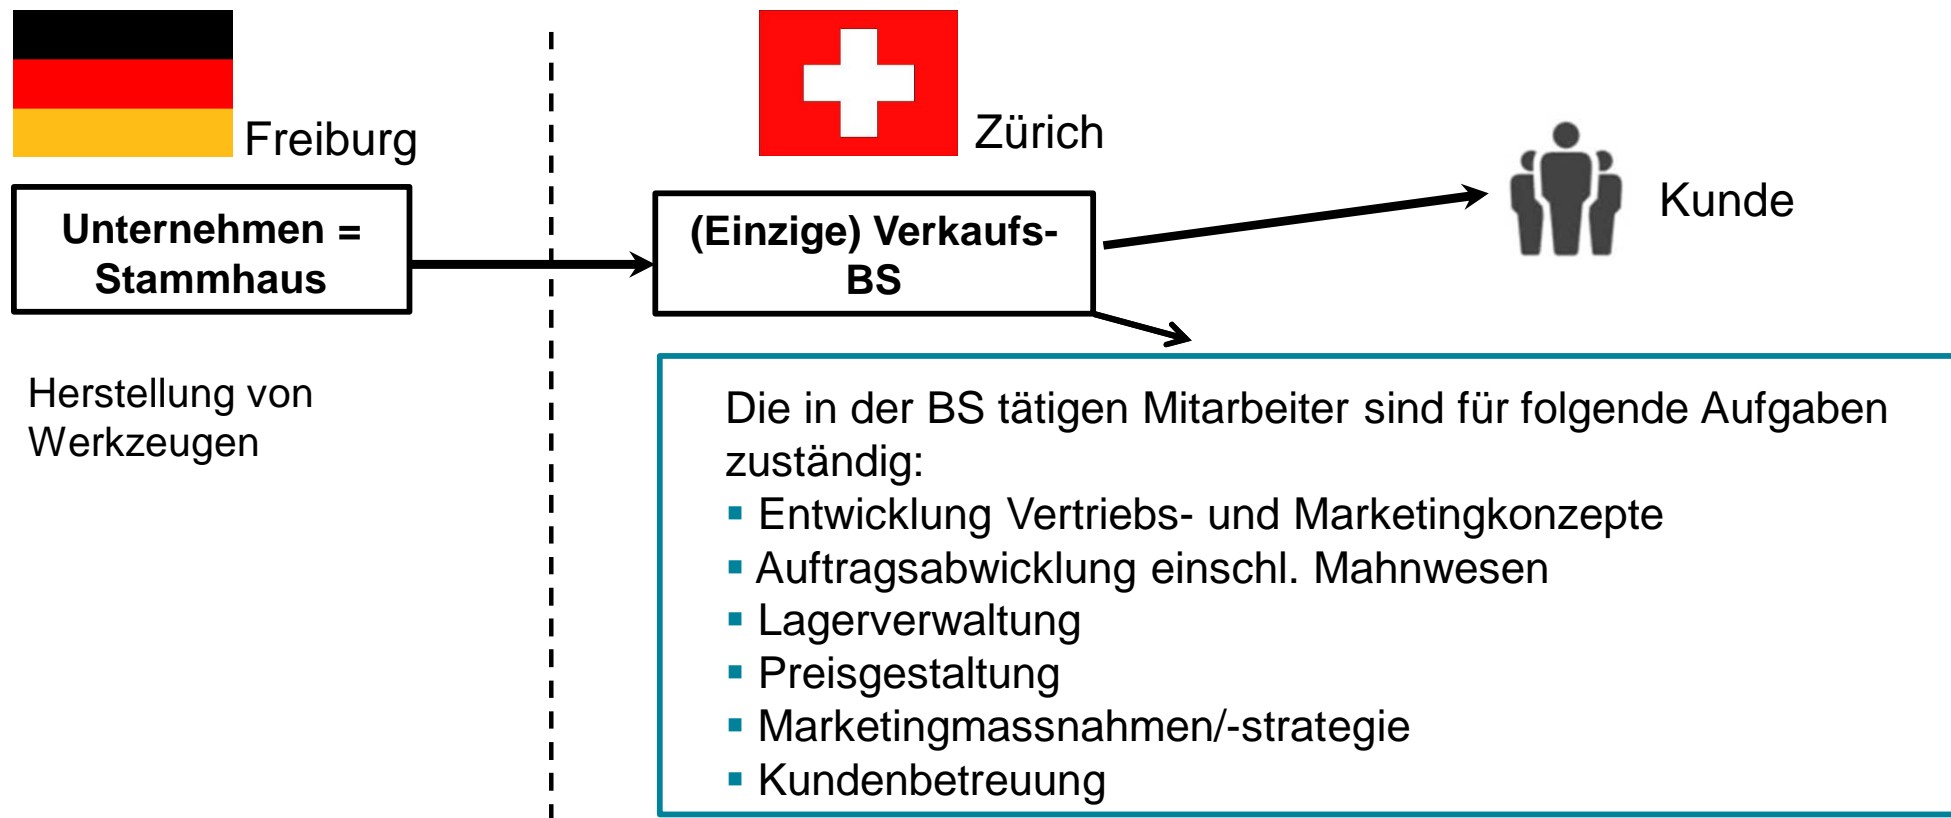 Freiburg
Zürich
Unternehmen =
Stammhaus
(Einzige) Verkaufs-
BS
Kunde
Herstellung von
Werkzeugen
Die in der BS tätigen Mitarbeiter sind für folgende Aufgaben
zuständig:
▪ Entwicklung Vertriebs- und Marketingkonzepte
▪ Auftragsabwicklung einschl. Mahnwesen
▪ Lagerverwaltung
▪ Preisgestaltung
▪ Marketingmassnahmen/-strategie
▪ Kundenbetreuung